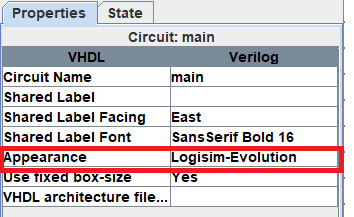 Properties State
Circuit: main
VHDL Verilog
Circuit Name main
Shared Label
Shared Label Facing East
Shared Label Font SansSerif Bold 16
Appearance Logisim-Evolution
Use fixed box-size Yes
VHDL architecture file...